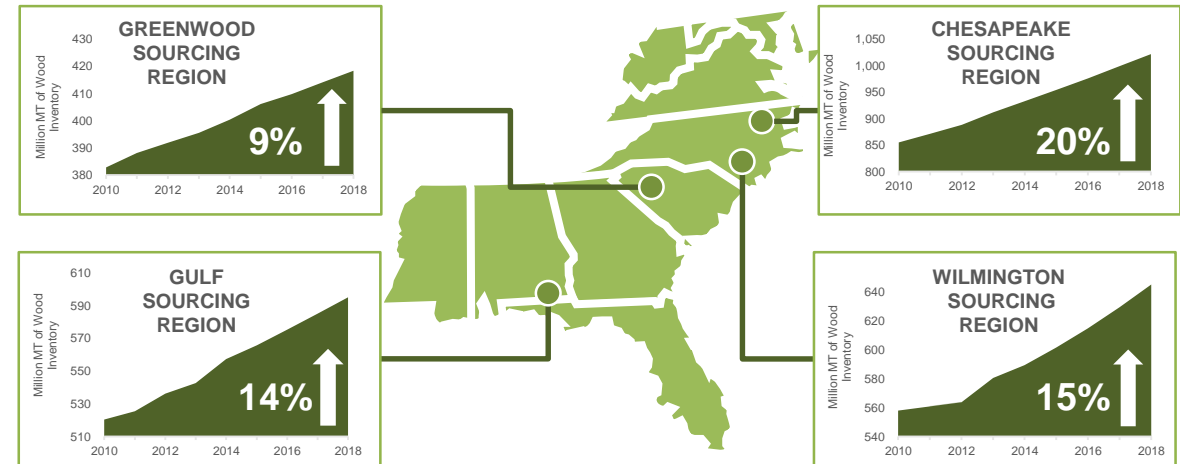 GREENWOOD
SOURCING
REGION
Million MT of Wood
Inventory
430
420
410
400
390
380
9%
2010
2012
2014
2016
2018
CHESAPEAKE
SOURCING
REGION
Million MT of Wood
Inventory
1,050
1,000
950
900
850
800
20%
2010
2012
2014
2016
2018
GULF
SOURCING
REGION
Million MT of Wood
Inventory
610
590
570
550
530
510
14%
2010
2012
2014
2016
2018
WILMINGTON
SOURCING
REGION
Million MT of Wood
Inventory
640
620
600
580
560
540
15%
2010
2012
2014
2016
2018